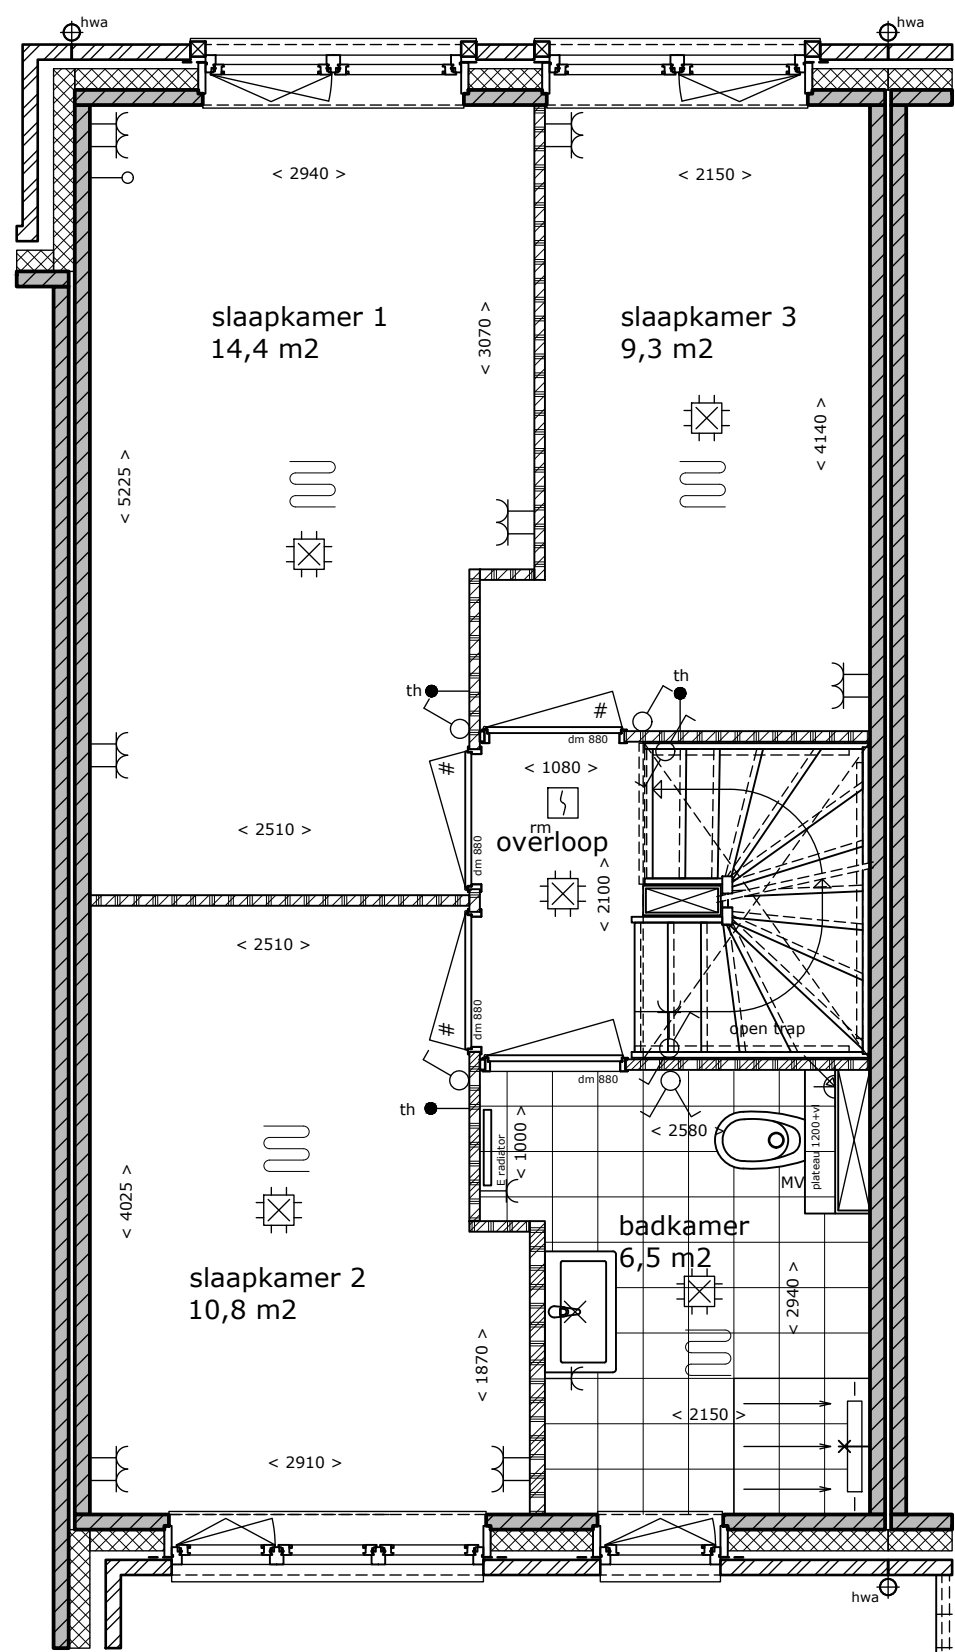 hwa
hwa
< 2940 >
< 2150 >
slaapkamer 1
14,4 m2
< 3070 >
slaapkamer 3
9,3 m2
< 5225 >
< 4140 >
th
th
#
dm 880
#
< 1080 >
rm
overloop
< 2510 >
dm 880
< 2100 >
< 2510 >
dm 880
#
open trap
dm 880
th
< 1000 >
E radiator
< 2580 >
plateau 1200+vl
MV
< 4025 >
badkamer
6,5 m2
slaapkamer 2
10,8 m2
< 2940 >
< 1870 >
< 2150 >
< 2910 >
hwa